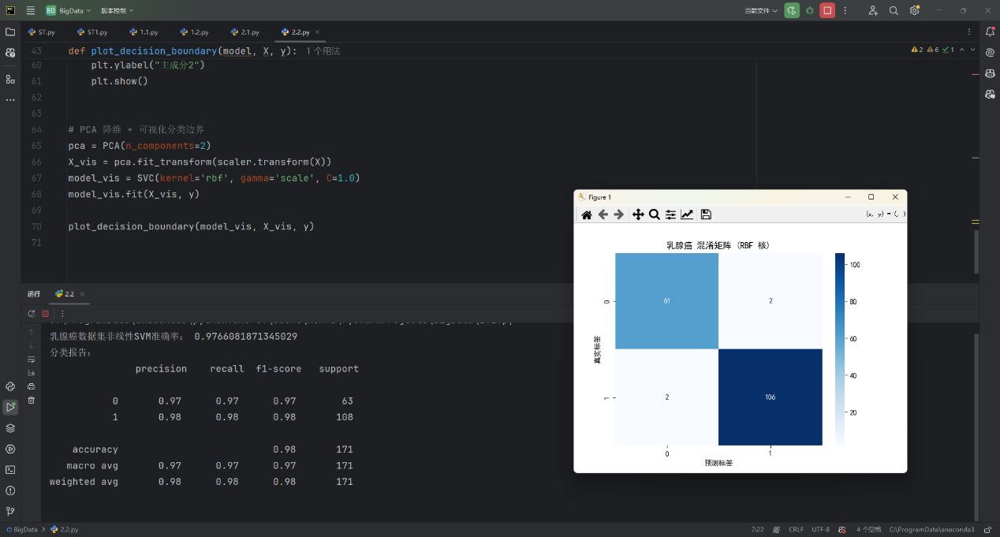 BD BigData 版本控制 当前文件
ST.py ST1.py 1.1.py 1.2.py 2.1.py 2.2.py
43 def plot_decision_boundary(model, X, y): 1个用法
2 6 1
60 plt.ylabel("主成分2")
61 plt.show()
62
63
64 # PCA 降维 + 可视化分类边界
65 pca = PCA(n_components=2)
66 X_vis = pca.fit_transform(scaler.transform(X))
67 model_vis = SVC(kernel='rbf', gamma='scale', C=1.0)
68 model_vis.fit(X_vis, y)
69
70 plot_decision_boundary(model_vis, X_vis, y)
71
运行 2.2
乳腺癌数据集非线性SVM准确率: 0.9766081871345029
分类报告:
precision recall f1-score support
0 0.97 0.97 0.97 63
1 0.98 0.98 0.98 108
accuracy 0.98 171
macro avg 0.97 0.97 0.97 171
weighted avg 0.98 0.98 0.98 171
Figure 1
(x, y) = (, )
乳腺癌 混淆矩阵 (RBF 核)
61 2
2 106
0
1
真实标签
0 1
预测标签
100
80
60
40
20
BigData > 2.2.py
7:22 CRLF UTF-8 4 个空格 C:\ProgramData\anaconda3